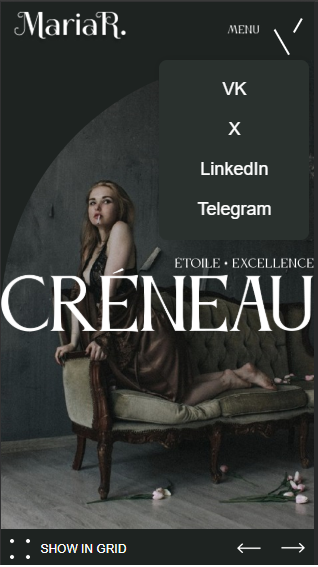 MariaR.
MENU
VK
X
LinkedIn
Telegram
ÉTOILE • EXCELLENCE
CRÉNEAU
SHOW IN GRID